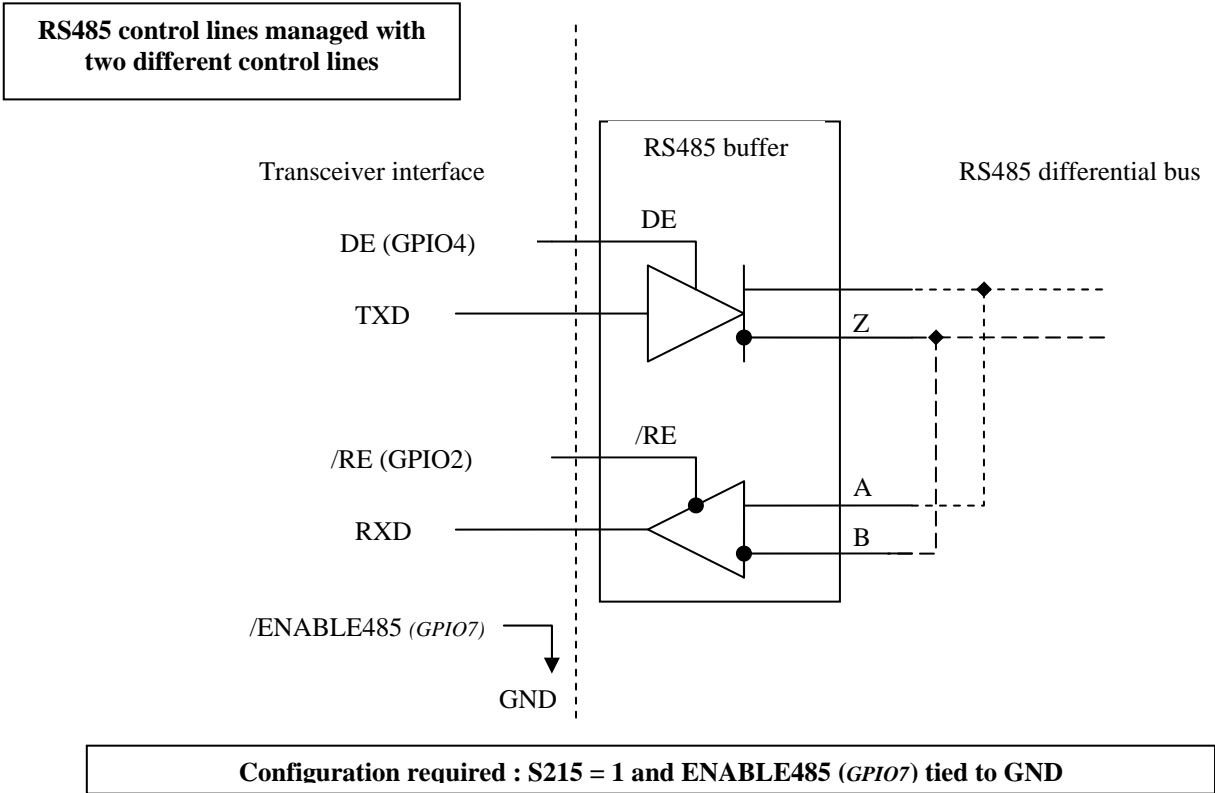 RS485 control lines managed with
two different control lines
RS485 buffer
Transceiver interface
RS485 differential bus
DE
DE (GPIO4)
TXD
Z
/RE
/RE (GPIO2)
A
RXD
B
/ENABLE485 (GPIO7)
GND
Configuration required : S215 = 1 and ENABLE485 (GPIO7) tied to GND